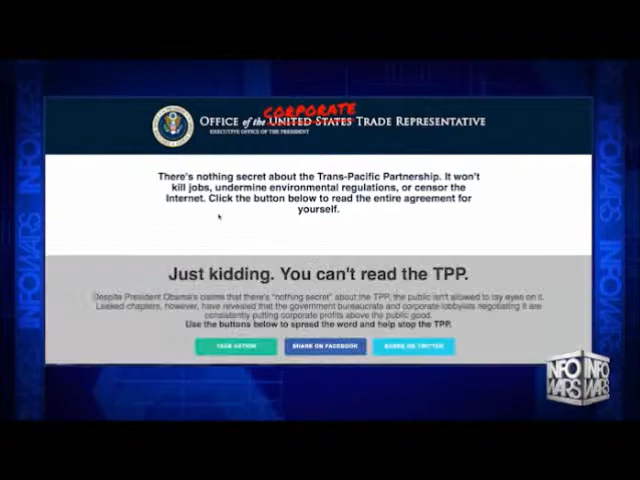 CORPORATE
OFFICE of the UNITED STATES TRADE REPRESENTATIVE
EXECUTIVE OFFICE OF THE PRESIDENT
There's nothing secret about the Trans-Pacific Partnership. It won't
kill jobs, undermine environmental regulations, or censor the
Internet. Click the button below to read the entire agreement for
yourself.
Just kidding. You can't read the TPP.
Despite President Obama's claims that there's "nothing secret" about the TPP, the public isn't allowed to lay eyes on it.
Leaked chapters, however, have revealed that the government bureaucrats and corporate lobbyists negotiating it are
consistently putting corporate profits above the public good.
Use the buttons below to spread the word and help stop the TPP.
TAKE ACTION
SHARE ON FACEBOOK
SHARE ON TWITTER
INFO INFO
WARS WARS
INFOWARS
INFOWARS